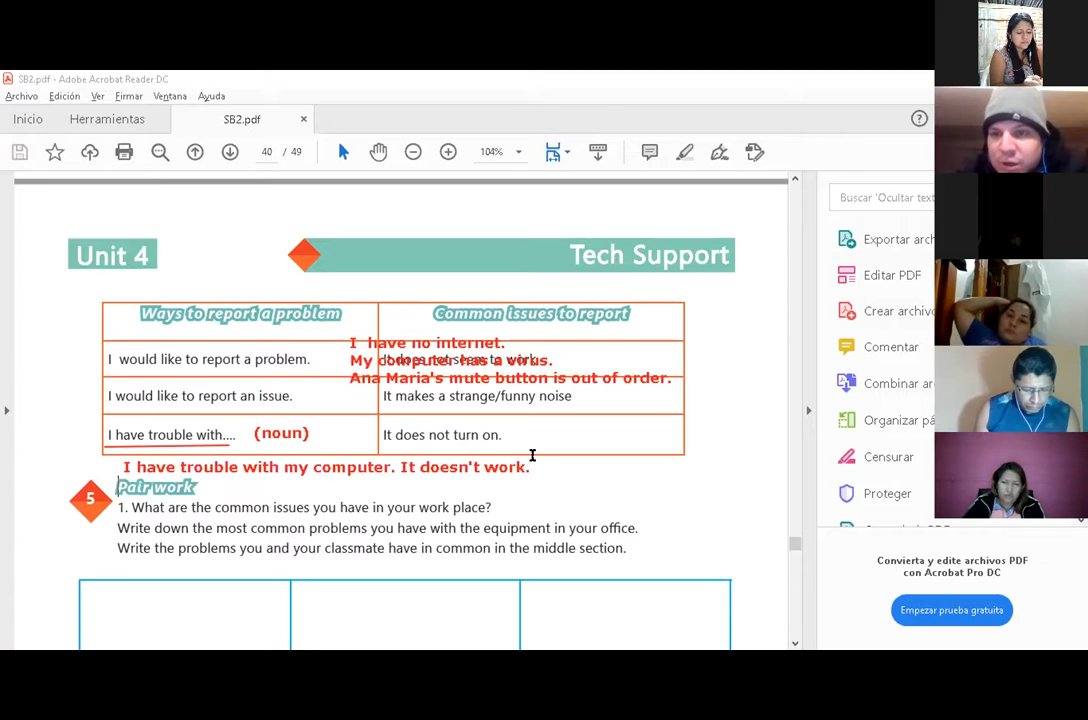 SB2.pdf - Adobe Acrobat Reader DC
Archivo Edición Ver Firmar Ventana Ayuda
Inicio Herramientas SB2.pdf ×
40 / 49 104%
Unit 4 Tech Support
Ways to report a problem Common issues to report
I have no internet.
I would like to report a problem. It does not seem to work.
My computer has a virus.
Ana Maria's mute button is out of order.
I would like to report an issue. It makes a strange/funny noise
I have trouble with.... (noun) It does not turn on.
I have trouble with my computer. It doesn't work.
5 Pair work
1. What are the common issues you have in your work place?
Write down the most common problems you have with the equipment in your office.
Write the problems you and your classmate have in common in the middle section.
Buscar 'Ocultar text
Exportar arch
Editar PDF
Crear archivo
Comentar
Combinar ar
Organizar pá
Censurar
Proteger
Convierta y edite archivos PDF
con Acrobat Pro DC
Empezar prueba gratuita